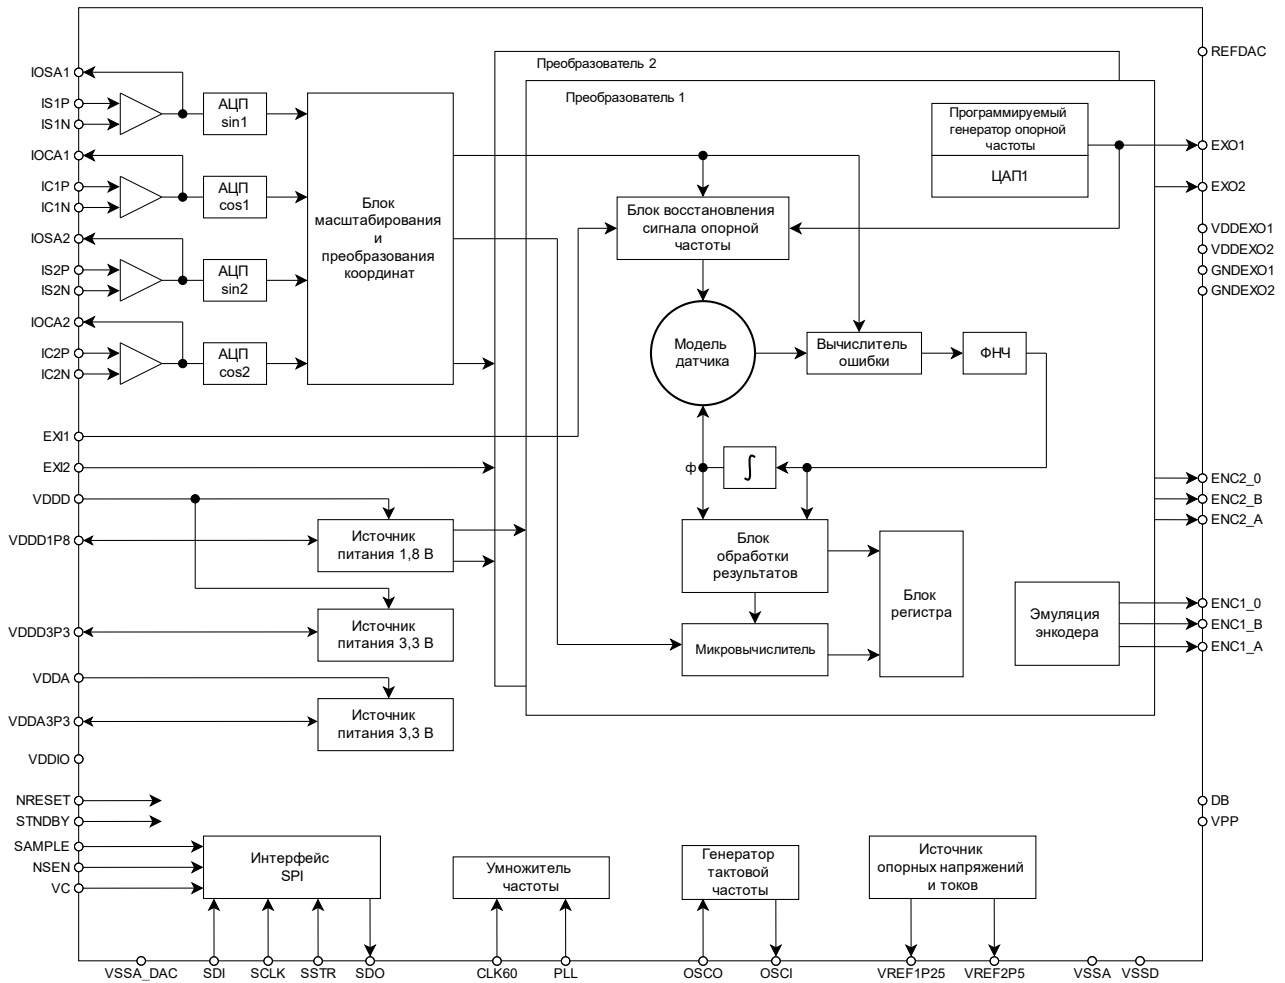 REFDAC
Преобразователь 2
IOSA1
Преобразователь 1
IS1P
АЦП
sin1
IS1N
Программируемый
генератор опорной
частоты
EXO1
IOCA1
ЦАП1
IC1P
АЦП
cos1
IC1N
EXO2
Блок
масштабирования
и
преобразования
координат
Блок восстановления
сигнала опорной
частоты
VDDEXO1
IOSA2
VDDEXO2
IS2P
АЦП
sin2
IS2N
GNDEXO1
GNDEXO2
IOCA2
IC2P
АЦП
cos2
IC2N
Модель
датчика
Вычислитель
ошибки
ФНЧ
EXI1
EXI2
ф
∫
ENC2_0
VDDD
ENC2_B
ENC2_A
Источник
питания 1,8 В
VDDD1P8
Блок
обработки
результатов
Блок
регистра
ENC1_0
Источник
питания 3,3 В
VDDD3P3
Эмуляция
энкодера
ENC1_B
Микровычислитель
ENC1_A
VDDA
Источник
питания 3,3 В
VDDA3P3
VDDIO
NRESET
DB
STNDBY
VPP
SAMPLE
Интерфейс
SPI
NSEN
VC
Умножитель
частоты
Генератор
тактовой
частоты
Источник
опорных напряжений
и токов
VSSA_DAC
SDI
SCLK
SSTR
SDO
CLK60
PLL
OSCO
OSCI
VREF1P25
VREF2P5
VSSA
VSSD